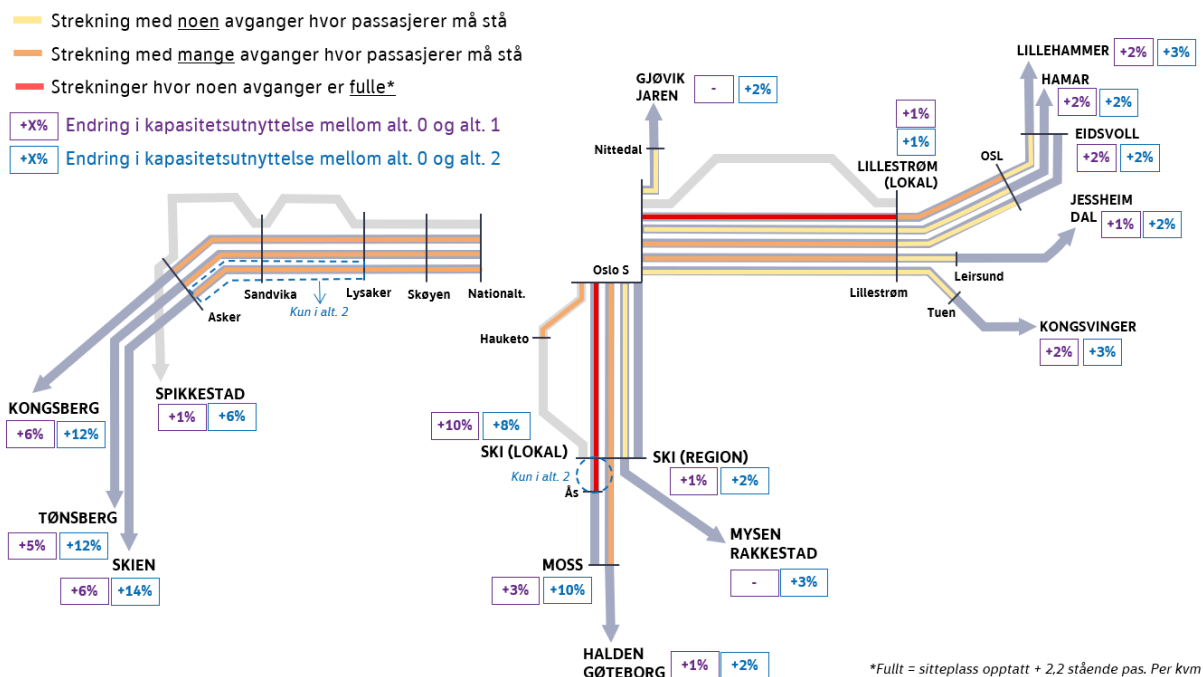 Strekning med noen avganger hvor passasjerer må stå
Strekning med mange avganger hvor passasjerer må stå
Strekninger hvor noen avganger er fulle*
+X% Endring i kapasitetsutnyttelse mellom alt. 0 og alt. 1
+X% Endring i kapasitetsutnyttelse mellom alt. 0 og alt. 2
GJØVIK
JAREN
- +2%
Nittedal
+1%
+1%
LILLESTRØM
(LOKAL)
LILLEHAMMER +2% +3%
HAMAR
+2% +2%
EIDSVOLL
+2% +2%
OSL
JESSHEIM
DAL +1% +2%
Leirsund
Tuen
KONGSVINGER
+2% +3%
Lillestrøm
Oslo S
Nationalt.
Skøyen
Lysaker
Sandvika
Asker
Kun i alt. 2
KONGSBERG
+6% +12%
SPIKKESTAD
+1% +6%
TØNSBERG
+5% +12%
SKIEN
+6% +14%
Hauketo
+10% +8%
SKI (LOKAL)
Kun i alt. 2
Ås
SKI (REGION)
+1% +2%
MYSEN
RAKKESTAD
- +3%
MOSS
+3% +10%
HALDEN
GØTEBORG +1% +2%
*Fullt = sitteplass opptatt + 2,2 stående pas. Per kvm